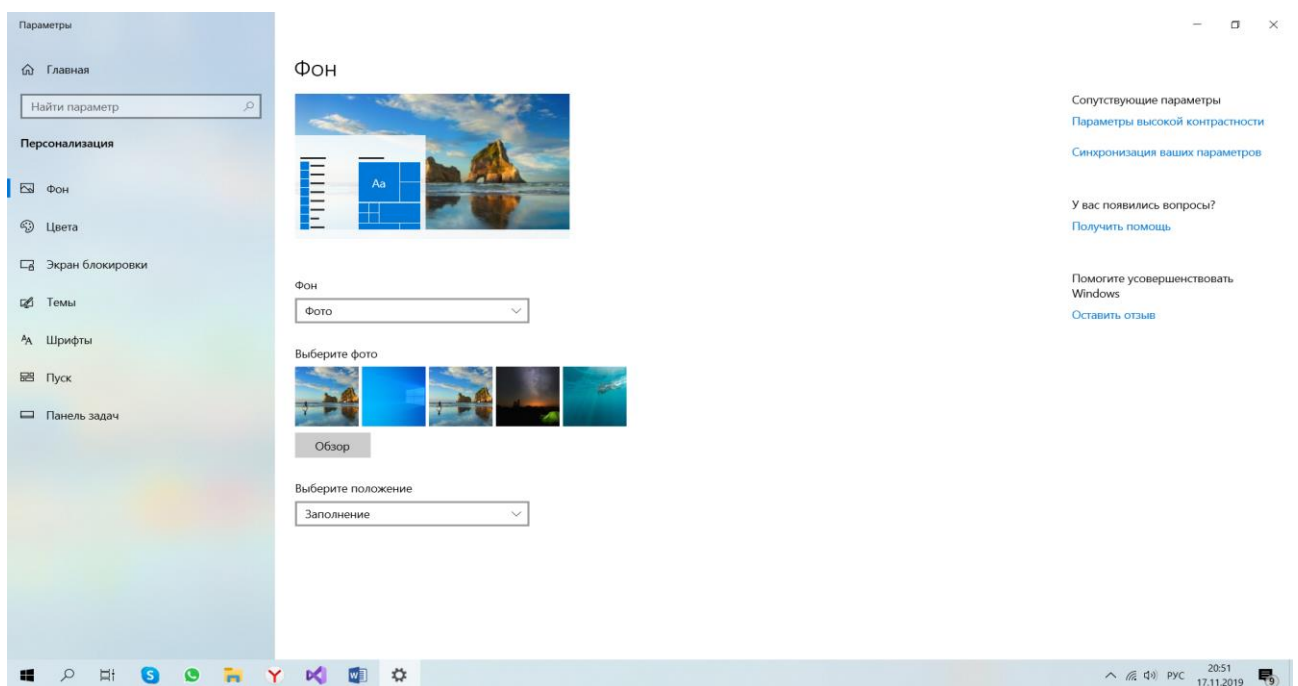 Параметры
Главная
Найти параметр
Персонализация
Фон
Цвета
Экран блокировки
Темы
Шрифты
Пуск
Панель задач
Фон
Aa
Фон
Фото
Выберите фото
Обзор
Выберите положение
Заполнение
Сопутствующие параметры
Параметры высокой контрастности
Синхронизация ваших параметров
У вас появились вопросы?
Получить помощь
Помогите усовершенствовать
Windows
Оставить отзыв
РУС
20:51
17.11.2019
9